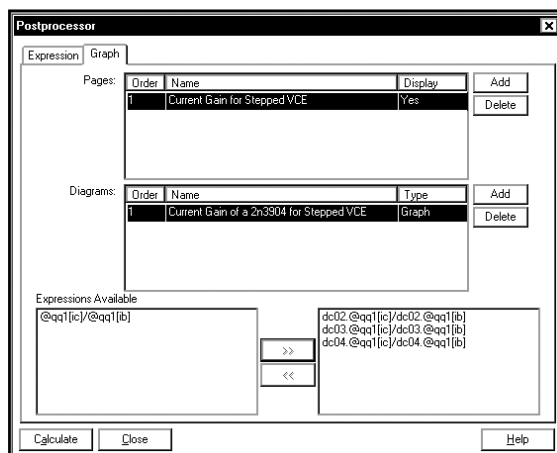 Postprocessor
Expression Graph
Pages:
Order Name Display
1 Current Gain for Stepped VCE Yes
Add
Delete
Diagrams:
Order Name Type
1 Current Gain of a 2n3904 for Stepped VCE Graph
Add
Delete
Expressions Available
@qq1[ic]/@qq1[ib]
>>
<<
dc02.@qq1[ic]/dc02.@qq1[ib]
dc03.@qq1[ic]/dc03.@qq1[ib]
dc04.@qq1[ic]/dc04.@qq1[ib]
Calculate Close Help